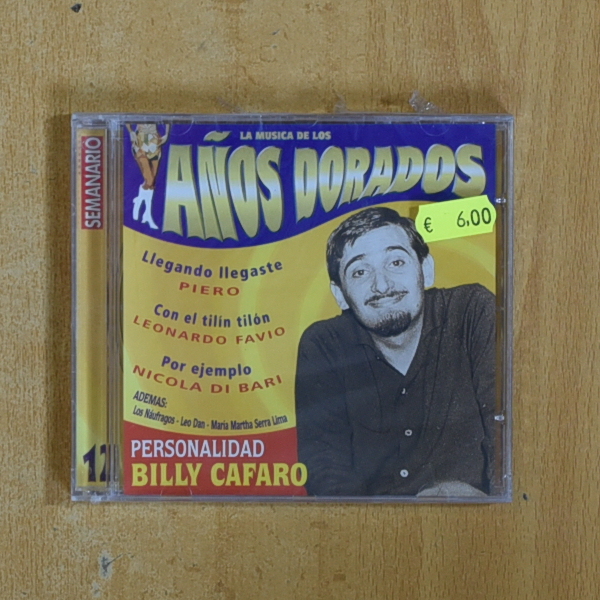 SEMANARIO
12
LA MUSICA DE LOS
AÑOS DORADOS
€ 6.00
Llegando llegaste
PIERO
Con el tilín tilón
LEONARDO FAVIO
Por ejemplo
NICOLA DI BARI
ADEMAS:
Los Náufragos - Leo Dan - María Martha Serra Lima
PERSONALIDAD
BILLY CAFARO